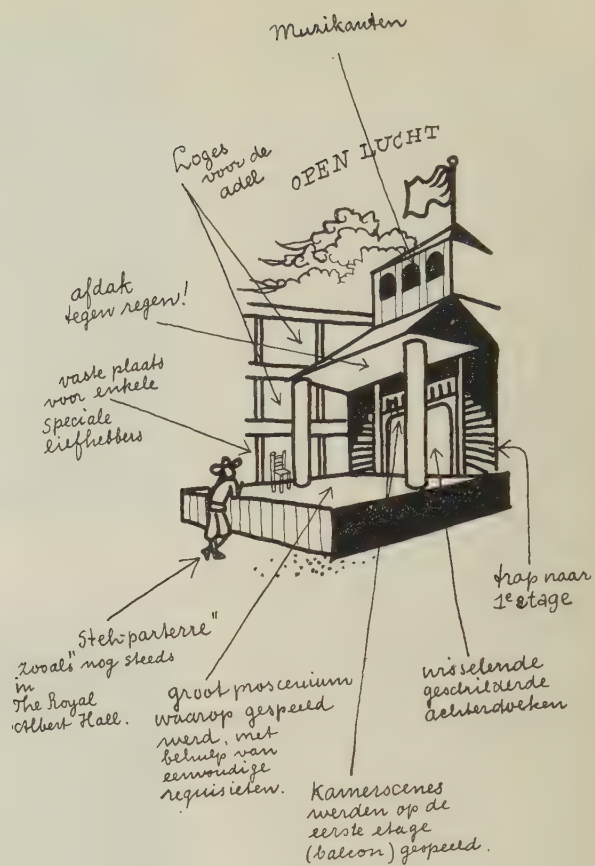 Muzikanten
OPEN LUCHT
Loges
voor de
adel
afdak
tegen regen!
vaste plaats
voor enkele
speciale
liefhebbers
trap naar
1e etage
"Steh-parterre"
zooals nog steeds
in
The Royal
Albert Hall.
groot proscenium
waarop gespeeld
werd, met
behulp van
eenvoudige
requisieten.
Kamerscenes
werden op de
eerste etage
(balcon) gespeeld.
wisselende
geschilderde
achterdoeken